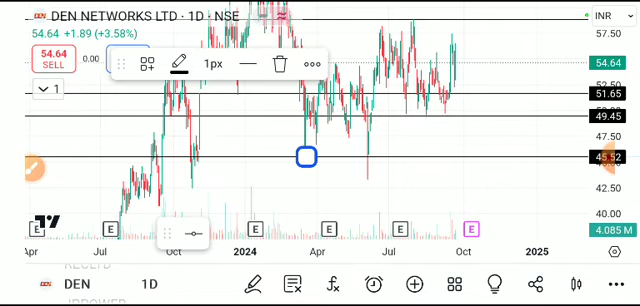 DEN NETWORKS LTD · 1D · NSE
INR
57.50
54.64 +1.89 (+3.58%)
54.64
SELL
0.00
1px
54.64
1
51.65
49.45
47.50
45.52
42.50
40.00
4.085 M
E E E E E
Apr Jul Oct 2024 Apr Jul Oct 2025
DEN 1D